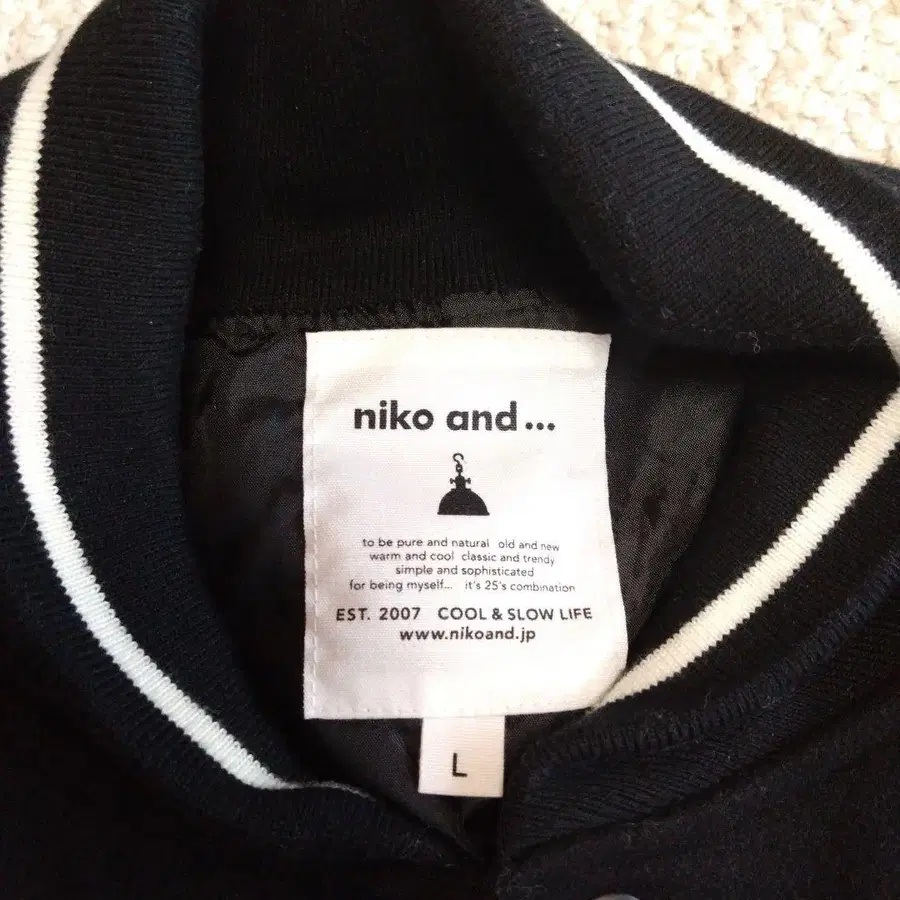 niko and...
to be pure and natural old and new
warm and cool classic and trendy
simple and sophisticated
for being myself... it's 25's combination
EST. 2007 COOL & SLOW LIFE
www.nikoand.jp
L